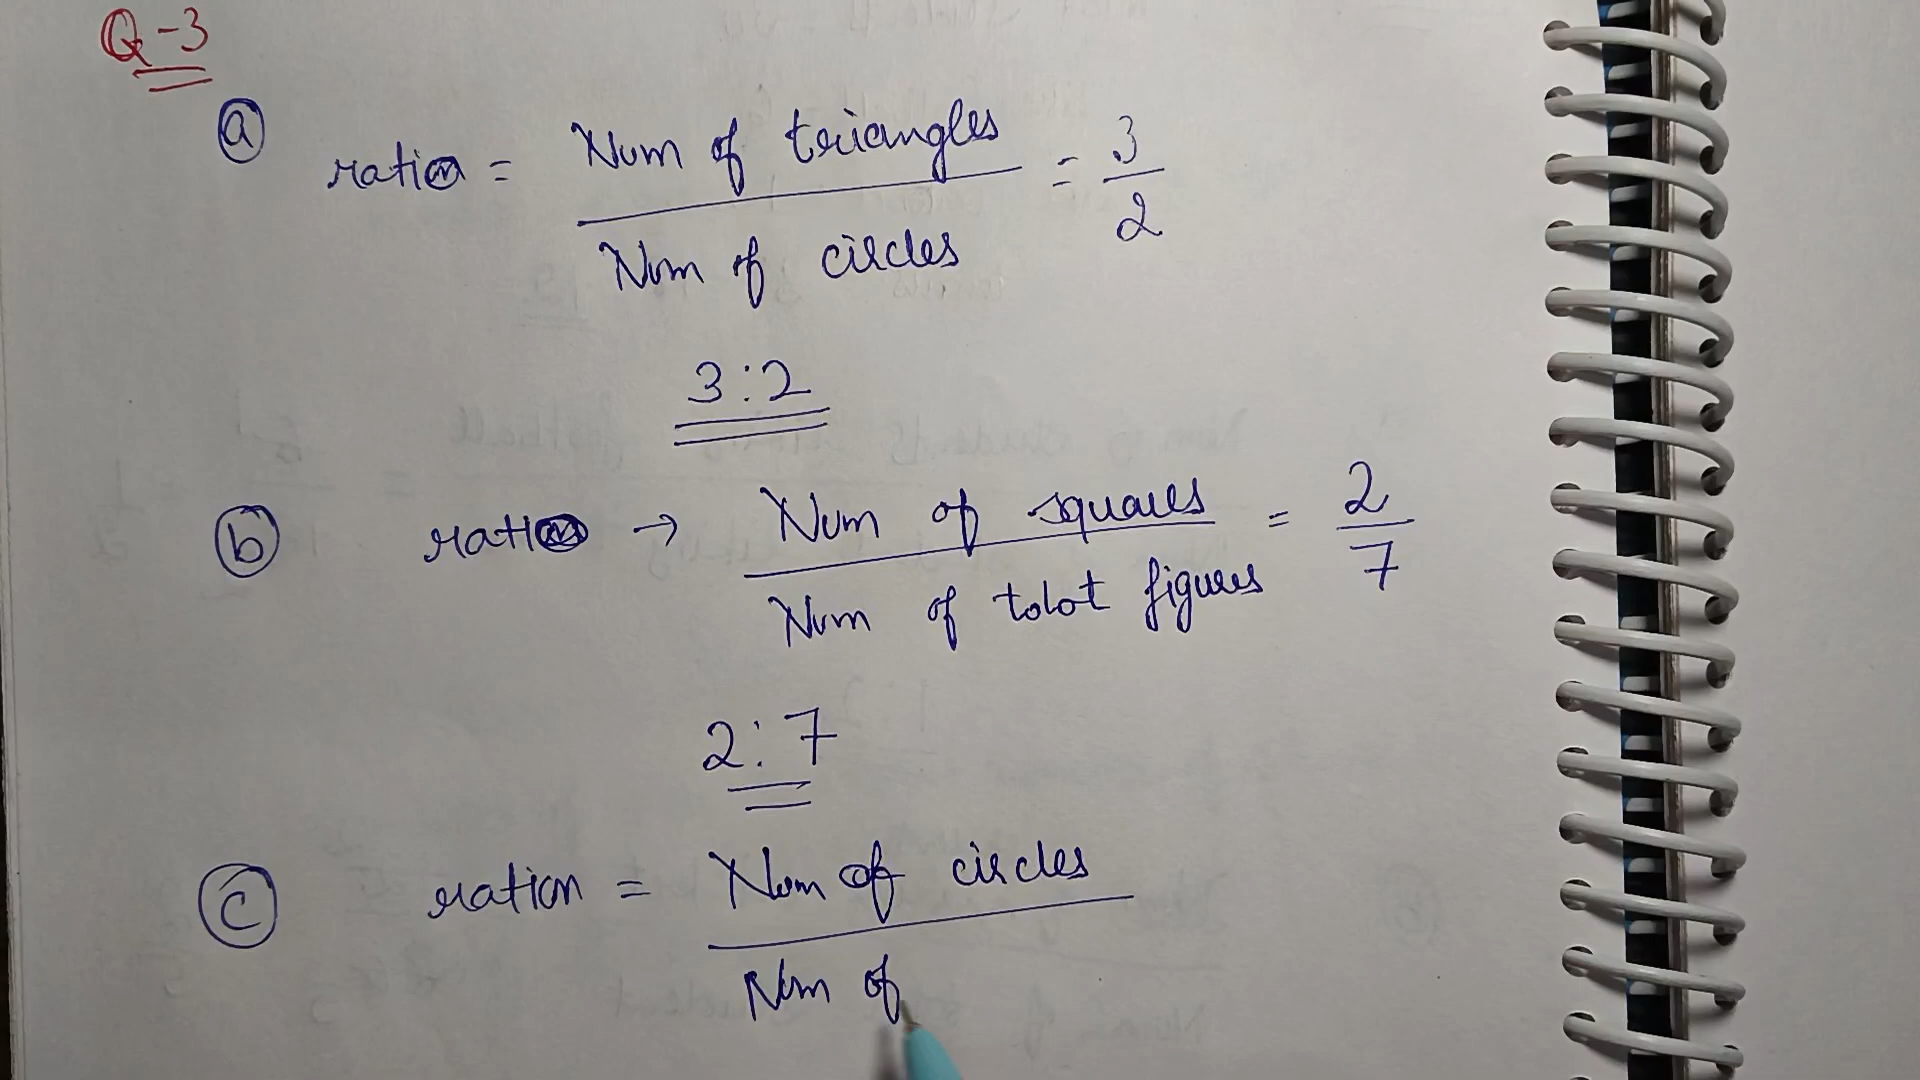 Q-3
a ratio = Num of triangles / Num of circles = 3/2
3:2
b ratio → Num of squares / Num of tolot figures = 2/7
2:7
c ration = Num of circles / Num of